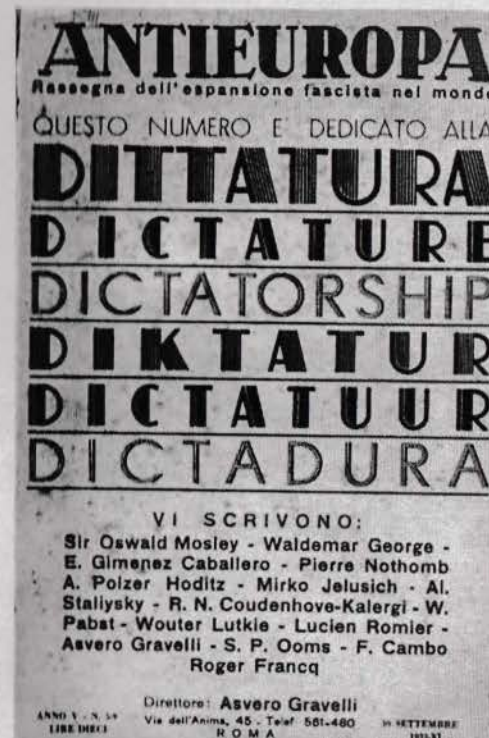 ANTIEUROPA
Rassegna dell'espansione fascista nel mondo
QUESTO NUMERO E' DEDICATO ALLA
DITTATURA
DICTATURE
DICTATORSHIP
DIKTATUR
DICTATUUR
DICTADURA
VI SCRIVONO:
Sir Oswald Mosley - Waldemar George -
E. Gimenez Caballero - Pierre Nothomb
A. Polzer Hoditz - Mirko Jelusich - Al.
Staliysky - R. N. Coudenhove-Kalergi - W.
Pabst - Wouter Lutkie - Lucien Romier -
Asvero Gravelli - S. P. Ooms - F. Cambo
Roger Francq
Direttore: Asvero Gravelli
Via dell'Anima, 45 - Telef 561-480
ROMA
ANNO V - N.
LIRE DIECI
SETTEMBRE